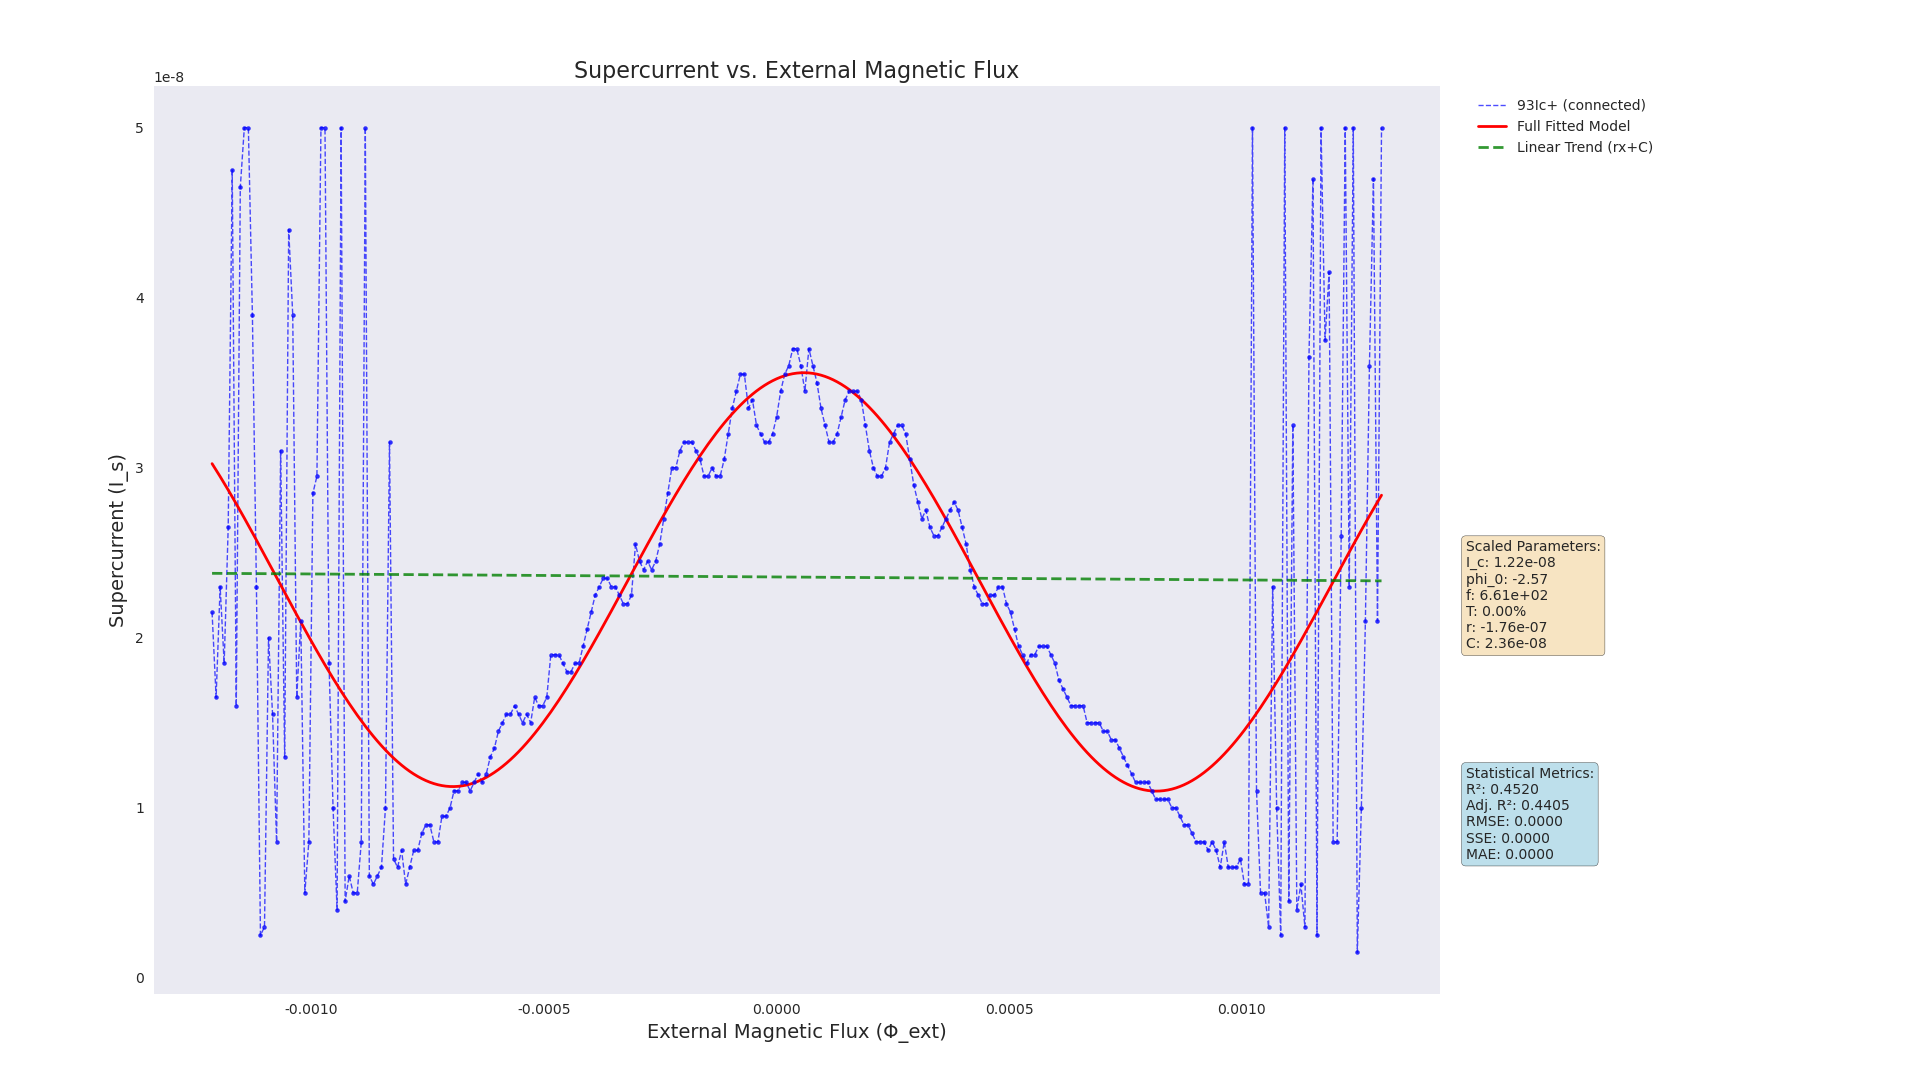 Supercurrent vs. External Magnetic Flux
1e-8
5
4
3
2
1
0
Supercurrent (I_s)
-0.0010
-0.0005
0.0000
0.0005
0.0010
External Magnetic Flux (Φ_ext)
93Ic+ (connected)
Full Fitted Model
Linear Trend (rx+C)
Scaled Parameters:
I_c: 1.22e-08
phi_0: -2.57
f: 6.61e+02
T: 0.00%
r: -1.76e-07
C: 2.36e-08
Statistical Metrics:
R²: 0.4520
Adj. R²: 0.4405
RMSE: 0.0000
SSE: 0.0000
MAE: 0.0000